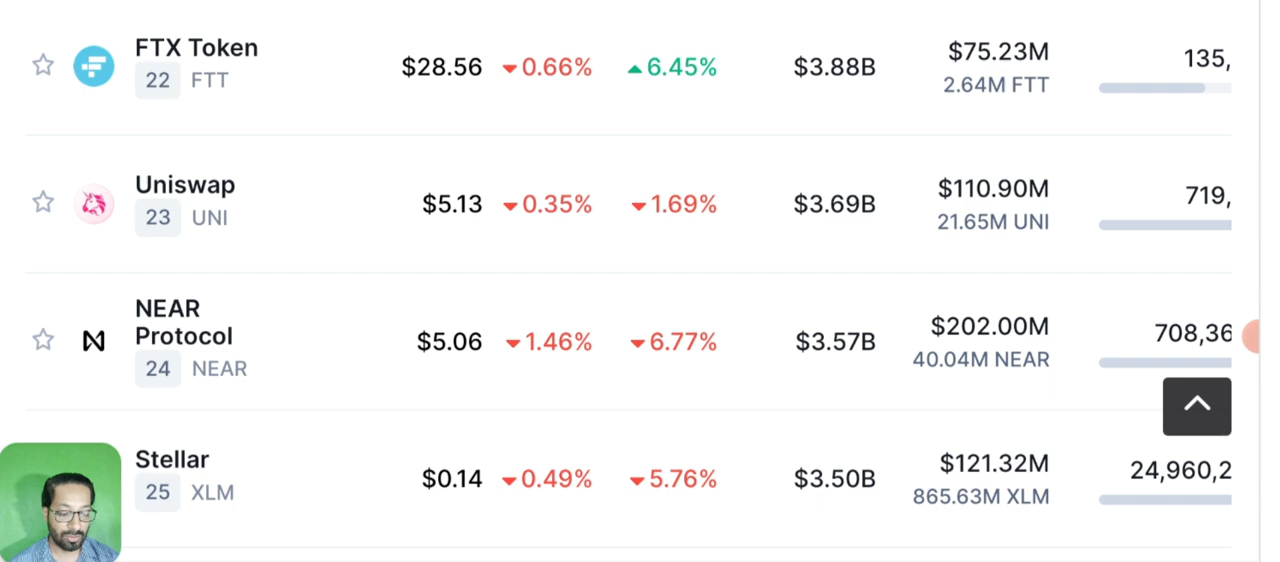 FTX Token
22 FTT
$28.56 0.66% 6.45% $3.88B $75.23M 135,
2.64M FTT
Uniswap
23 UNI
$5.13 0.35% 1.69% $3.69B $110.90M 719,
21.65M UNI
NEAR
Protocol
24 NEAR
$5.06 1.46% 6.77% $3.57B $202.00M 708,36
40.04M NEAR
Stellar
25 XLM
$0.14 0.49% 5.76% $3.50B $121.32M 24,960,2
865.63M XLM